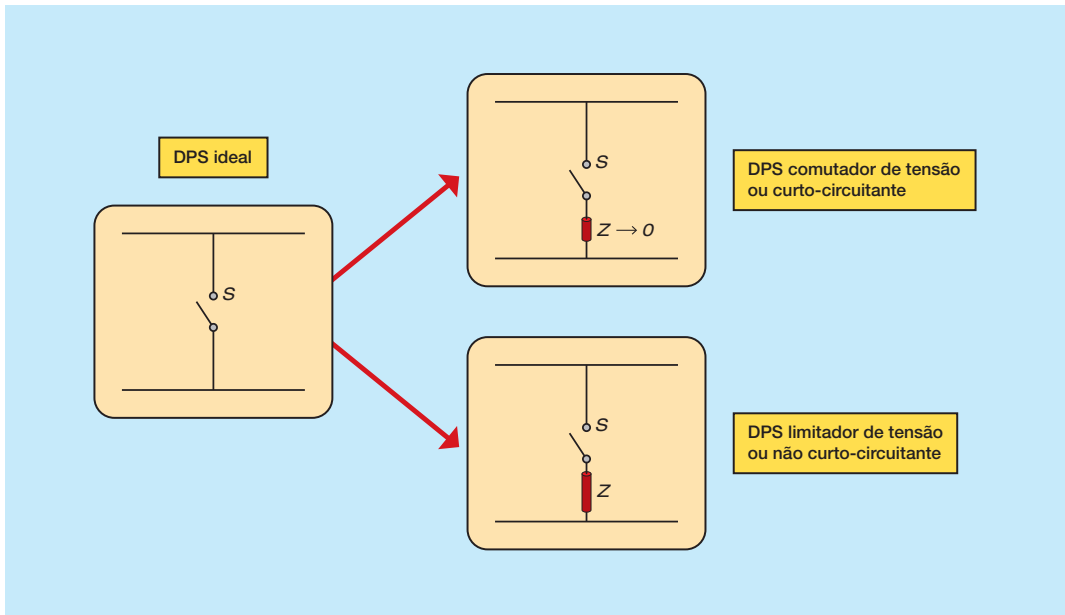 DPS ideal
S
S
Z → 0
DPS comutador de tensão
ou curto-circuitante
S
Z
DPS limitador de tensão
ou não curto-circuitante